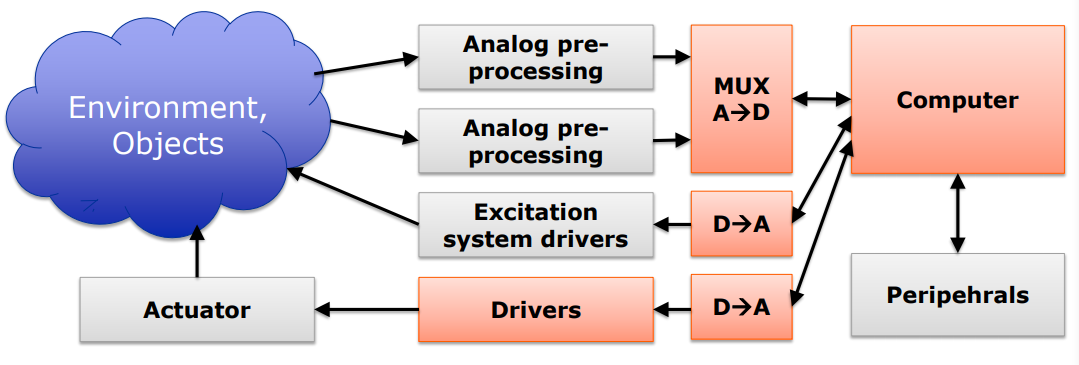 Analog pre-
processing
Environment,
Objects
MUX
A→D
Computer
Analog pre-
processing
Excitation
system drivers
D→A
Actuator
Drivers
D→A
Peripehrals